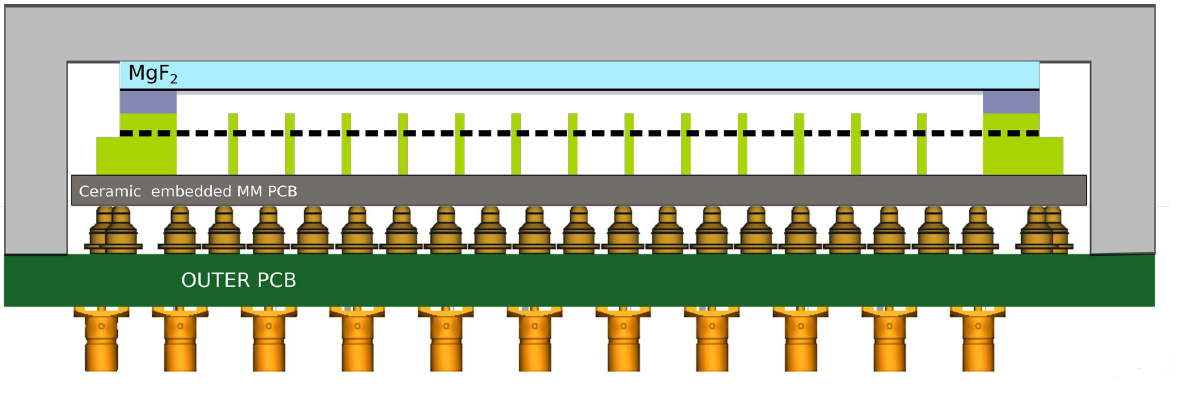 MgF₂
Ceramic embedded MM PCB
OUTER PCB